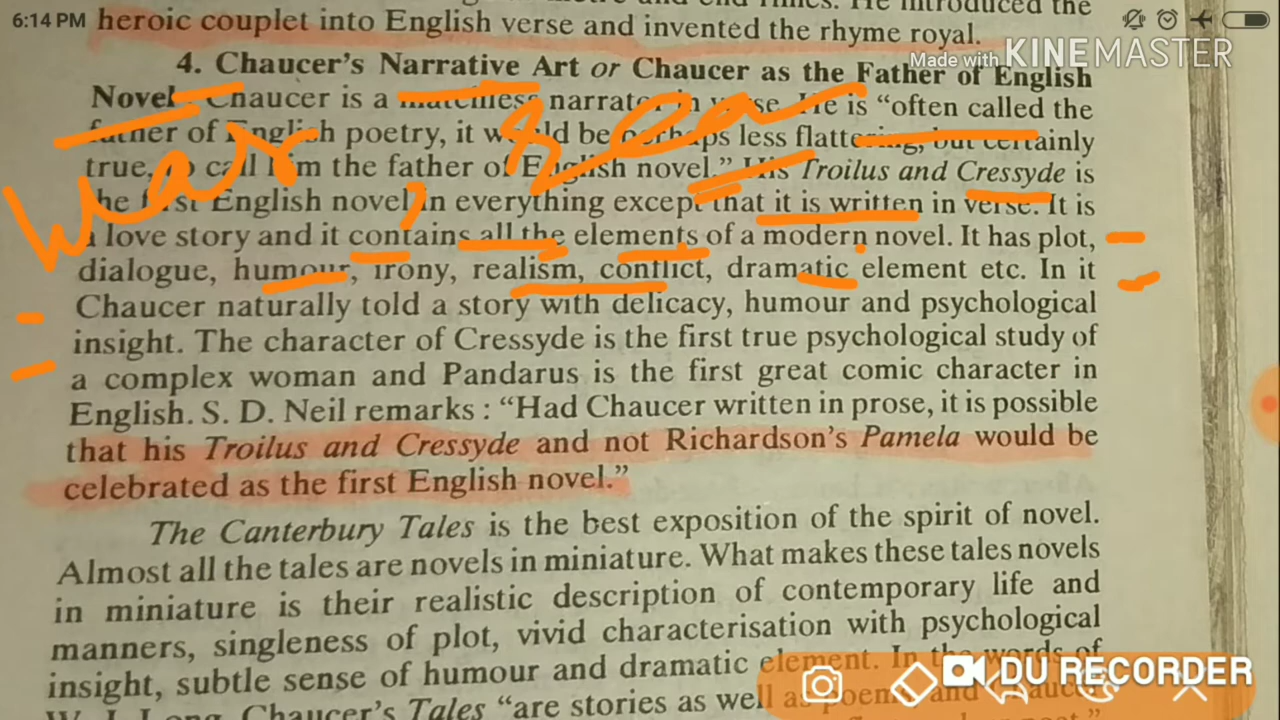 6:14 PM
heroic couplet into English verse and invented the rhyme royal.
Made with KINEMASTER
4. Chaucer's Narrative Art or Chaucer as the Father of English
Novel Chaucer is a matchless narrator in verse. He is “often called the
father of English poetry, it would be perhaps less flattering, but certainly
true, to call him the father of English novel.” His Troilus and Cressyde is
the first English novel in everything except that it is written in verse. It is
a love story and it contains all the elements of a modern novel. It has plot,
dialogue, humour, irony, realism, conflict, dramatic element etc. In it
Chaucer naturally told a story with delicacy, humour and psychological
insight. The character of Cressyde is the first true psychological study of
a complex woman and Pandarus is the first great comic character in
English. S. D. Neil remarks : “Had Chaucer written in prose, it is possible
that his Troilus and Cressyde and not Richardson's Pamela would be
celebrated as the first English novel.”
The Canterbury Tales is the best exposition of the spirit of novel.
Almost all the tales are novels in miniature. What makes these tales novels
in miniature is their realistic description of contemporary life and
manners, singleness of plot, vivid characterisation with psychological
insight, subtle sense of humour and dramatic element. In the words of
Chaucer's Tales “are stories as well as poems, and
DU RECORDER